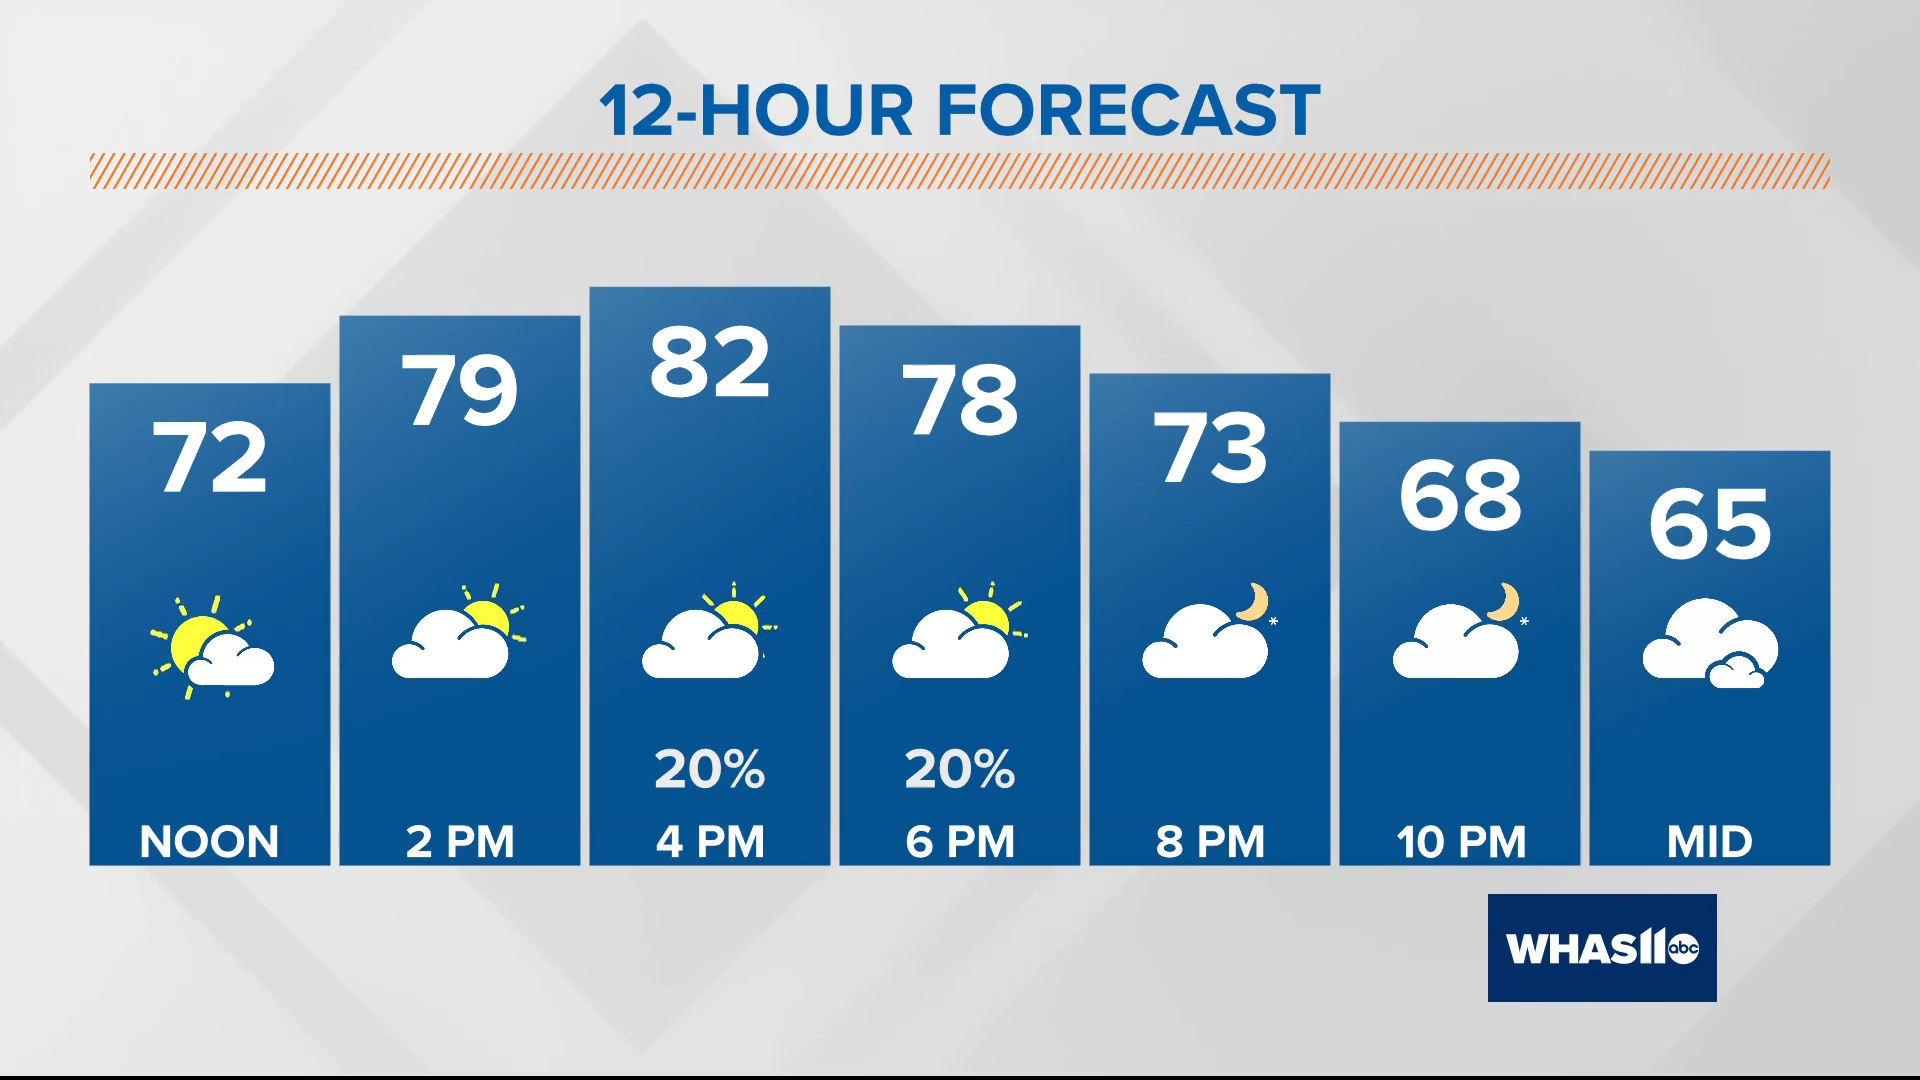 12-HOUR FORECAST
72 79 82 78 73 68 65
20% 20%
NOON 2 PM 4 PM 6 PM 8 PM 10 PM MID
WHAS11 abc